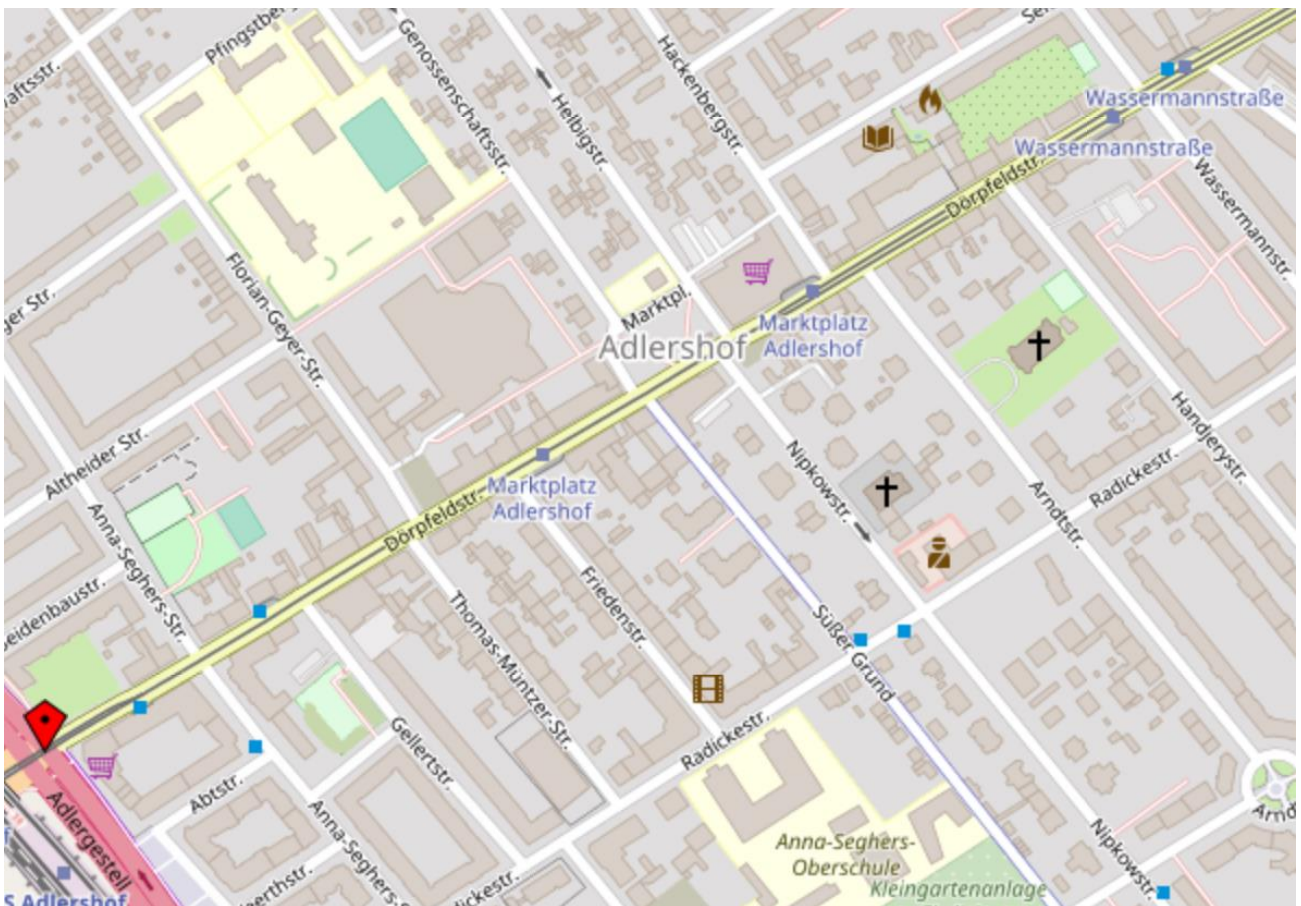 Pfingstberg
Genossenschaftsstr.
Helbigstr.
Hackenbergstr.
Wassermannstraße
Wassermannstraße
Wassermannstr.
Dörpfeldstr.
Florian-Geyer-Str.
Marktpl.
Adlershof
Marktplatz
Adlershof
Altheider Str.
Marktplatz
Adlershof
Dörpfeldstr.
Nipkowstr.
Handjerystr.
Radickestr.
Arndtstr.
Anna-Seghers-Str.
Friedenstr.
Thomas-Müntzer-Str.
Süßer Grund
Gellertstr.
Radickestr.
Abtstr.
Adlergestell
Anna-Seghers-
Anna-Seghers-
Oberschule
Kleingartenanlage
Nipkowstr.
Arnd
S Adlershof